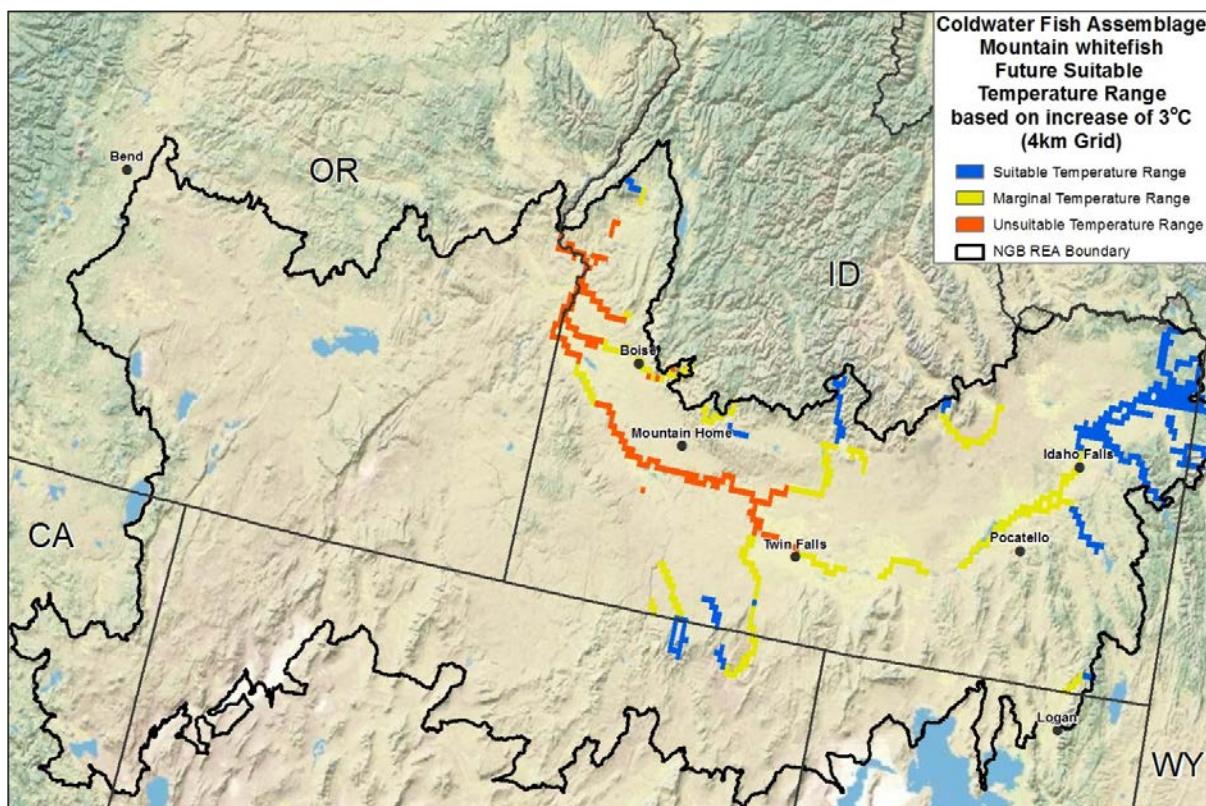 Coldwater Fish Assemblage
Mountain whitefish
Future Suitable
Temperature Range
based on increase of 3°C
(4km Grid)
Suitable Temperature Range
Marginal Temperature Range
Unsuitable Temperature Range
NGB REA Boundary
Bend
OR
ID
Boise
Mountain Home
Idaho Falls
CA
Twin Falls
Pocatello
Logan
WY